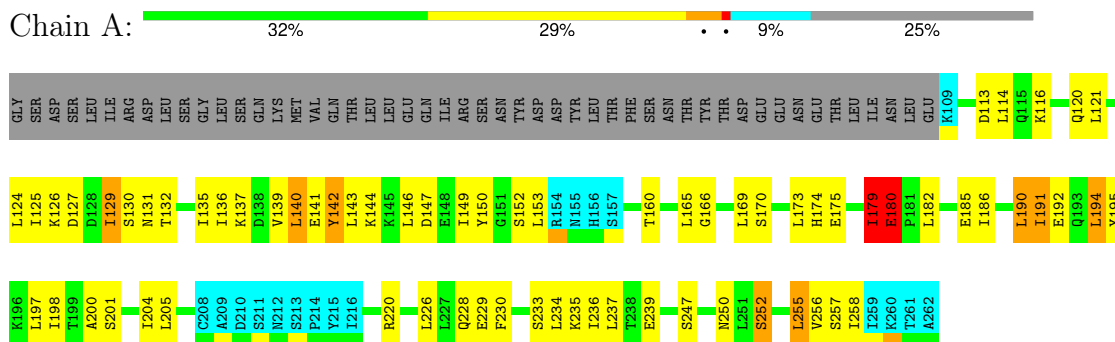 Chain A:
32% 29% . . 9% 25%
GLY SER ASP SER LEU ILE ARG ASP LEU SER GLY LEU SER GLN LYS MET VAL GLN THR LEU LEU GLU GLN ILE ARG SER ASN TYR ASP ASP TYR LEU THR PHE SER ASN THR TYR THR ASP GLU GLU ASN GLU THR LEU ILE ASN LEU GLU K109 D113 L114 Q115 K116 Q120 L121
L124 I125 K126 D127 D128 I129 S130 N131 T132 I135 I136 K137 D138 V139 L140 E141 Y142 L143 K144 K145 L146 D147 E148 I149 Y150 G151 S152 L153 R154 N155 H156 S157 T160 L165 G166 L169 S170 L173 H174 E175 I179 E180 P181 L182 E185 I186 L190 I191 E192 Q193 L194
K196 L197 I198 T199 A200 S201 I204 L205 C208 A209 D210 S211 N212 S213 P214 Y215 I216 R220 L226 L227 Q228 E229 F230 S233 L234 K235 I236 L237 T238 E239 S247 N250 L251 S252 L255 V256 S257 I258 I259 K260 T261 A262